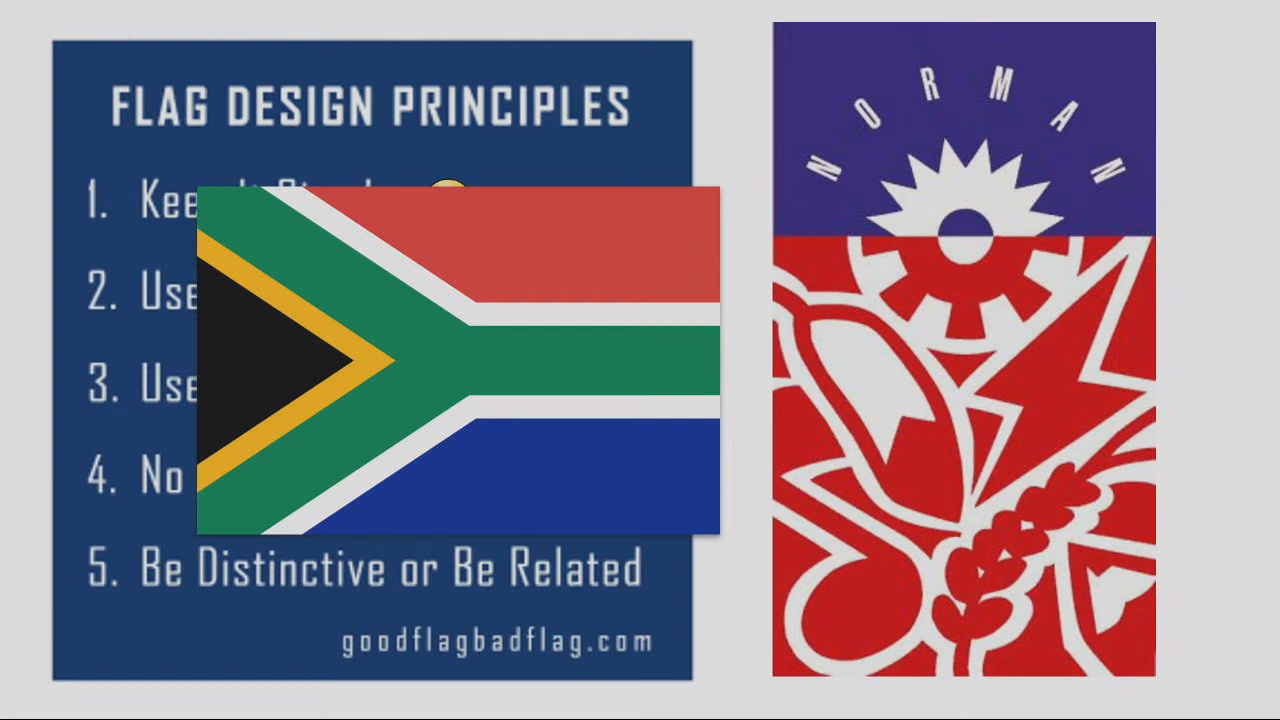 FLAG DESIGN PRINCIPLES
1.
2. Use
3. Use
4. No
5. Be Distinctive or Be Related
goodflagbadflag.com
NORMAN